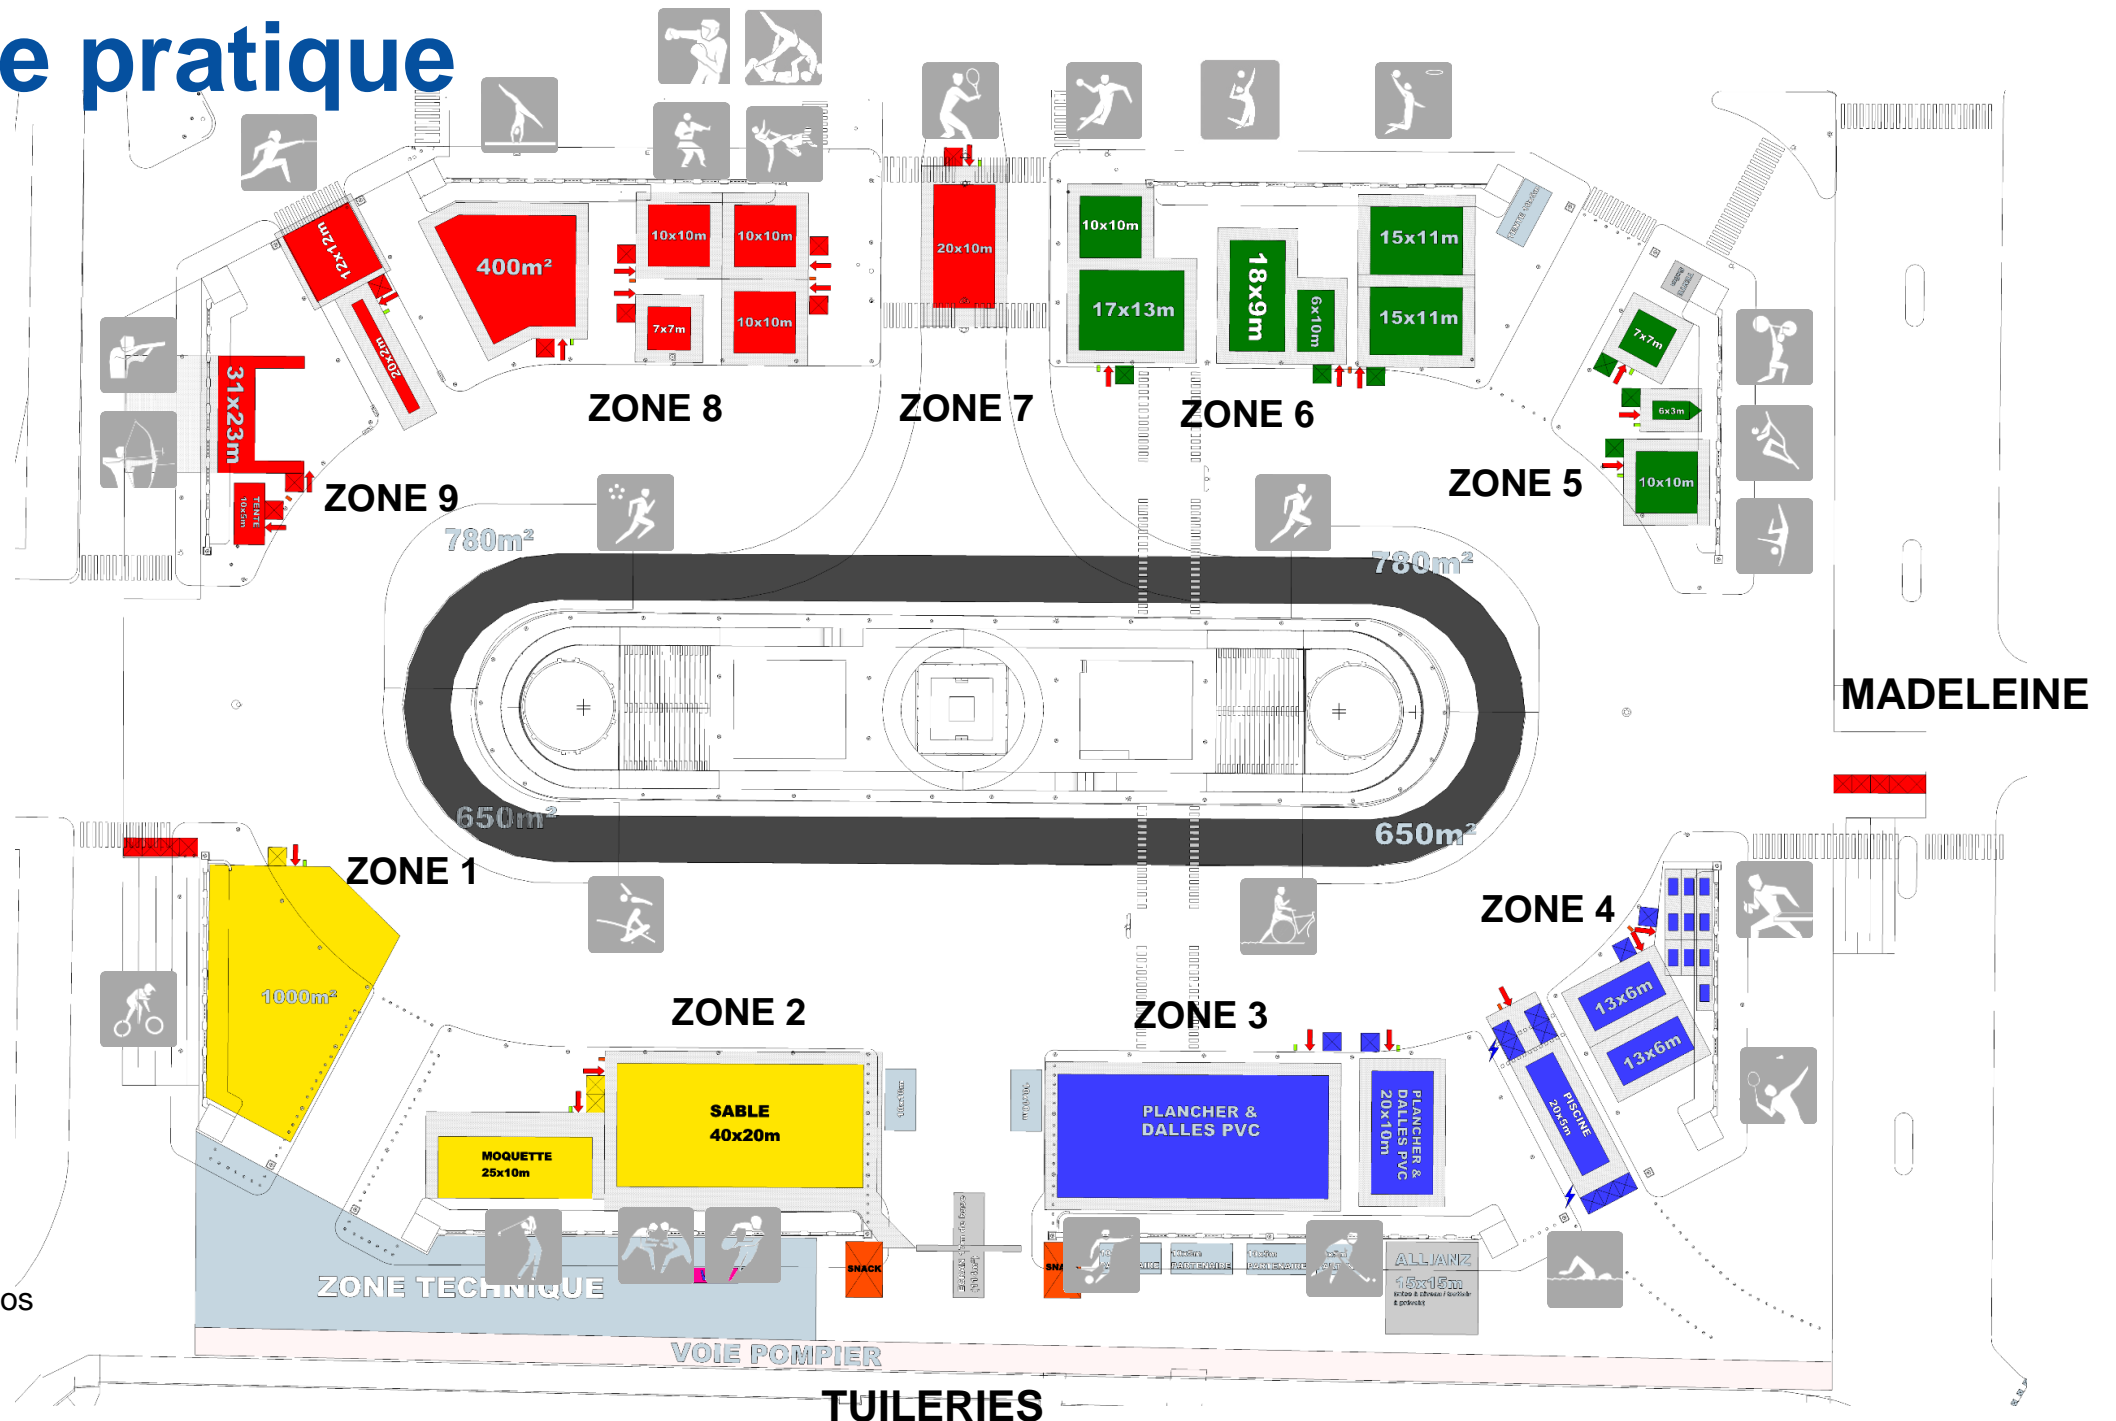 e pratique
12x12m
400m²
10x10m
10x10m
7x7m
10x10m
20x2m
31x23m
TENTE
10x5m
20x10m
10x10m
17x13m
18x9m
6x10m
15x11m
15x11m
7x7m
6x3m
10x10m
ZONE 8
ZONE 7
ZONE 6
ZONE 5
ZONE 9
780m²
780m²
650m²
650m²
MADELEINE
ZONE 1
1000m²
ZONE 2
ZONE 3
ZONE 4
13x6m
13x6m
PISCINE
20x5m
SABLE
40x20m
MOQUETTE
25x10m
PLANCHER &
DALLES PVC
PLANCHER &
DALLES PVC
20x10m
SNACK
ZONE TECHNIQUE
PARTENAIRE
ALLIANZ
15x15m
os
VOIE POMPIER
TUILERIES